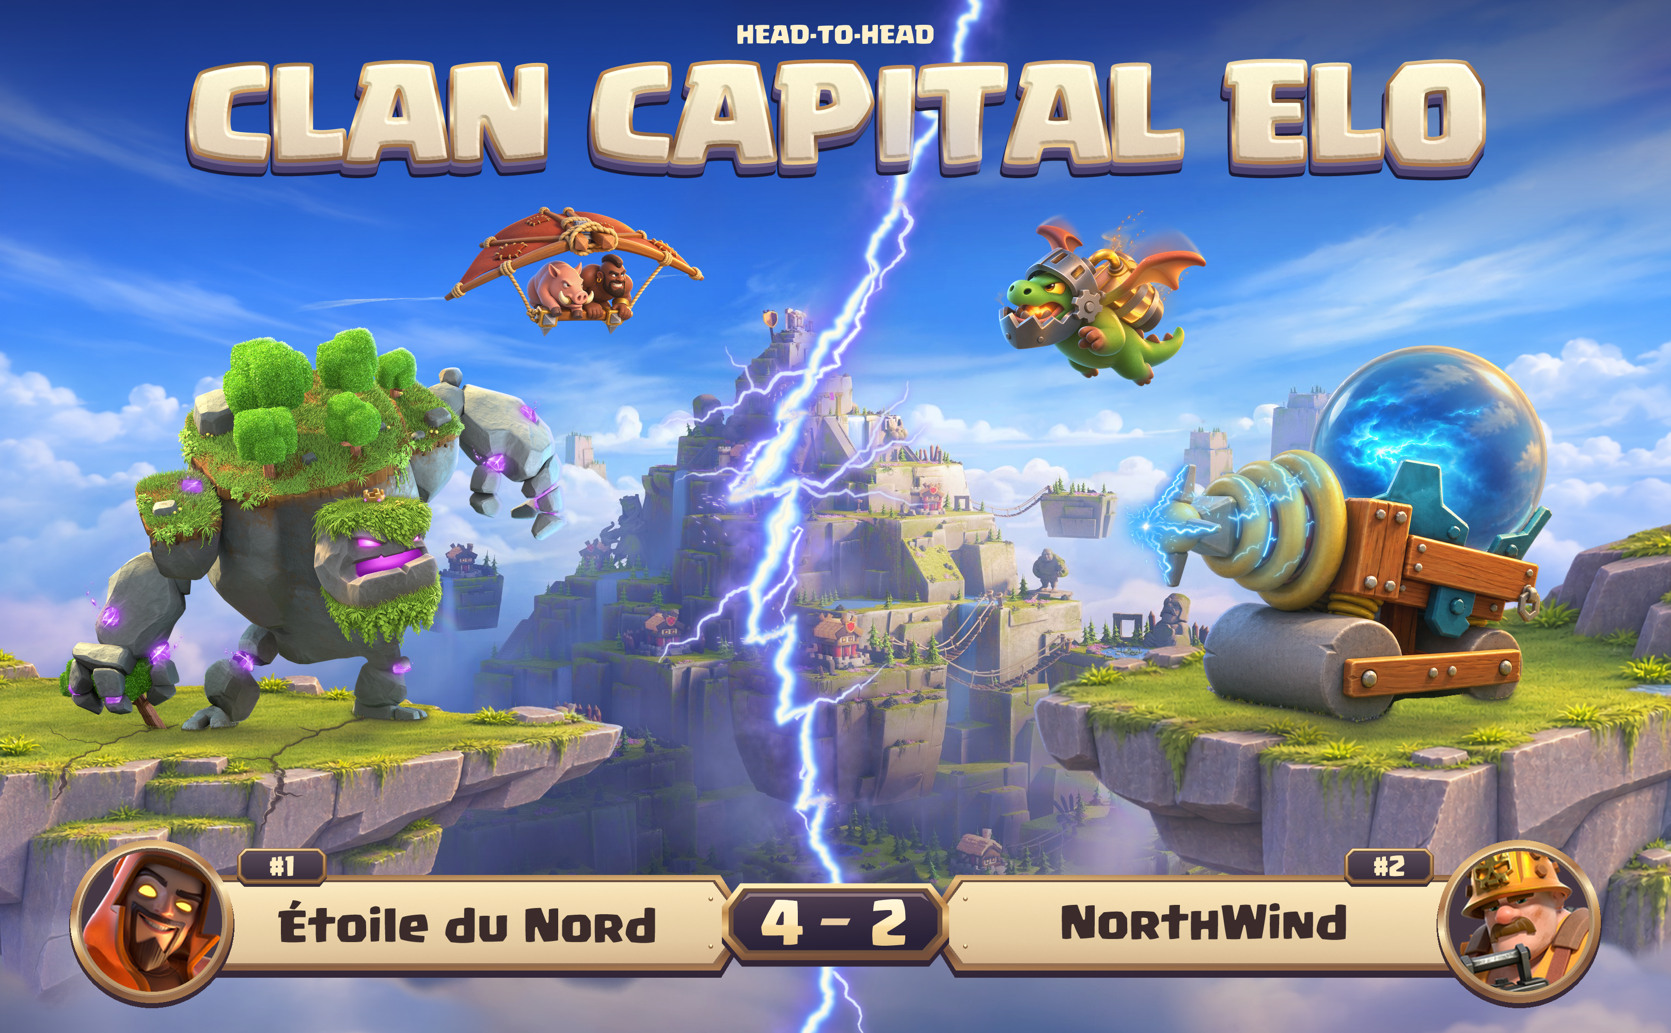 HEAD-TO-HEAD
CLAN CAPITAL ELO
#1
#2
Étoile du Nord
4 – 2
NorthWind